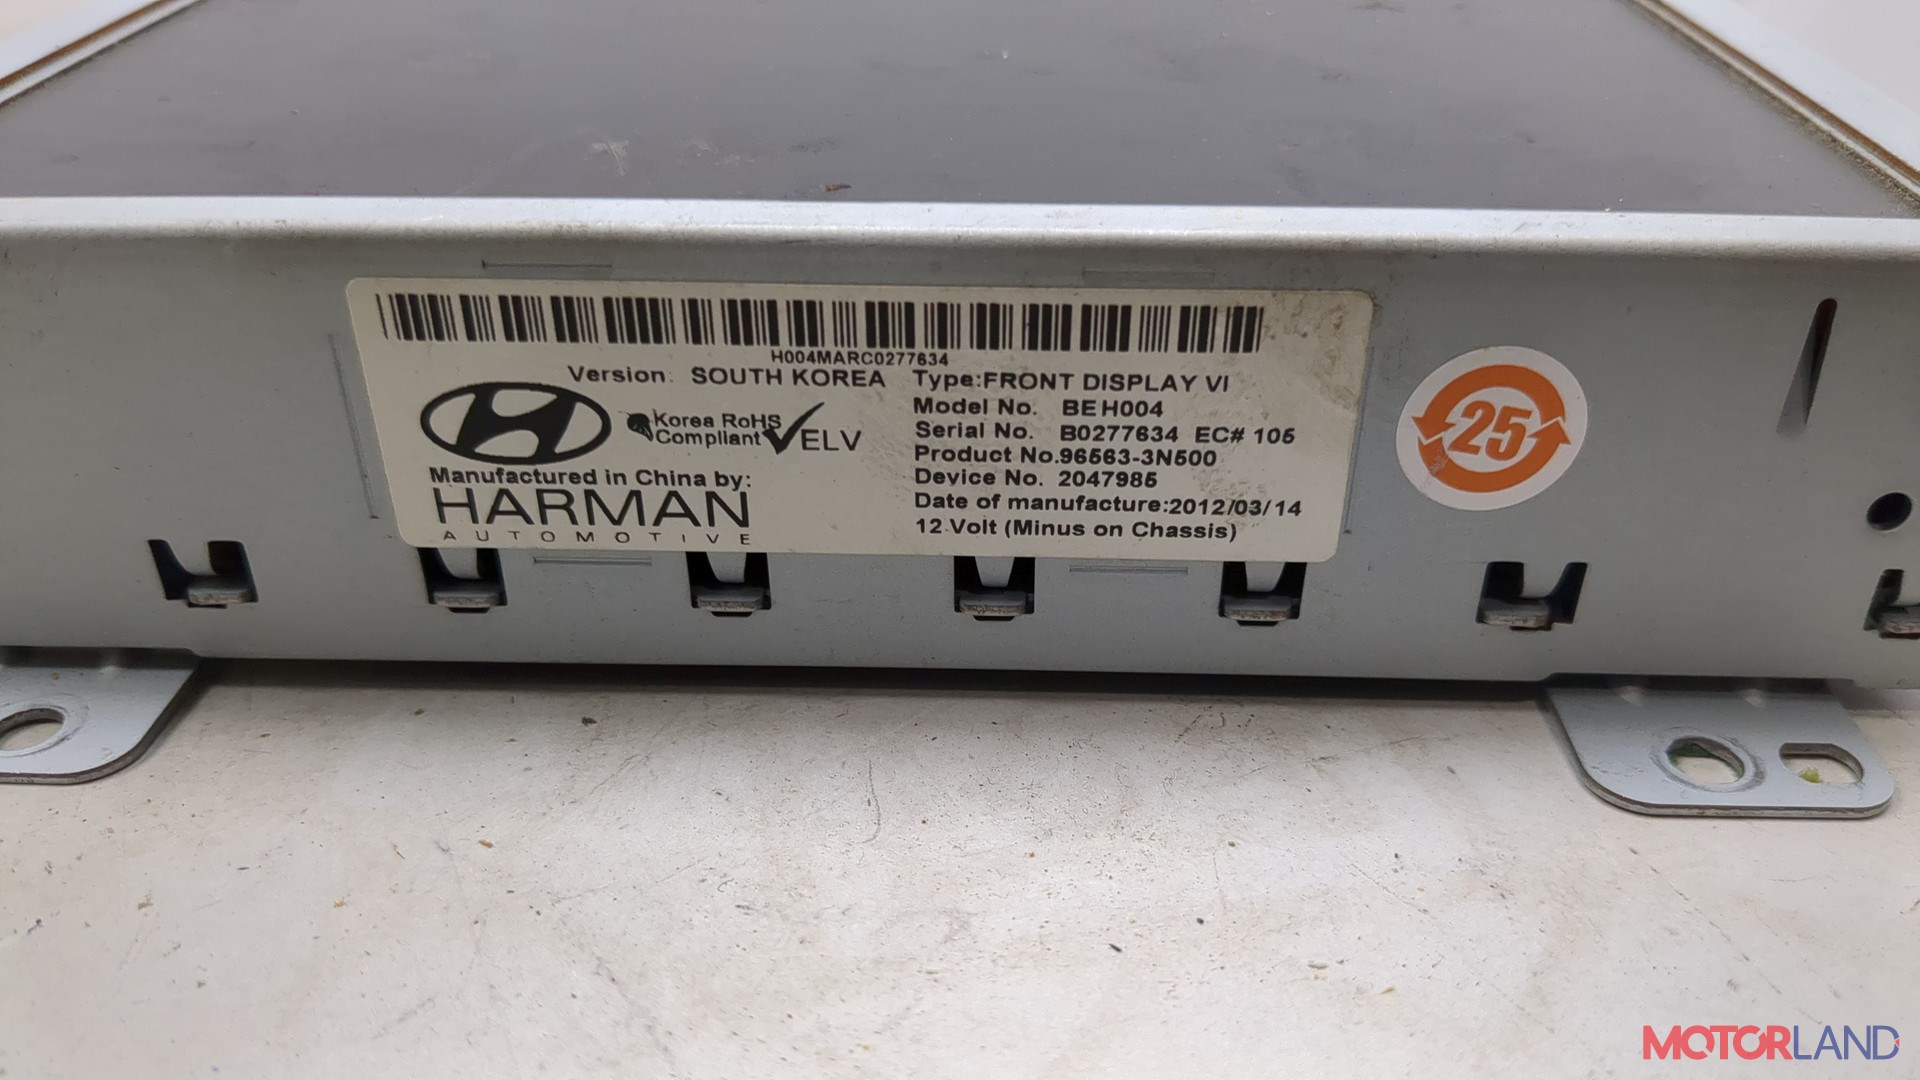 H004MARC0277634
Version: SOUTH KOREA Type:FRONT DISPLAY VI
Korea RoHS
Compliant ELV
Model No. BEH004
Serial No. B0277634 EC# 105
Product No.96563-3N500
Device No. 2047985
Date of manufacture:2012/03/14
12 Volt (Minus on Chassis)
Manufactured in China by:
HARMAN
AUTOMOTIVE
25
MOTORLAND